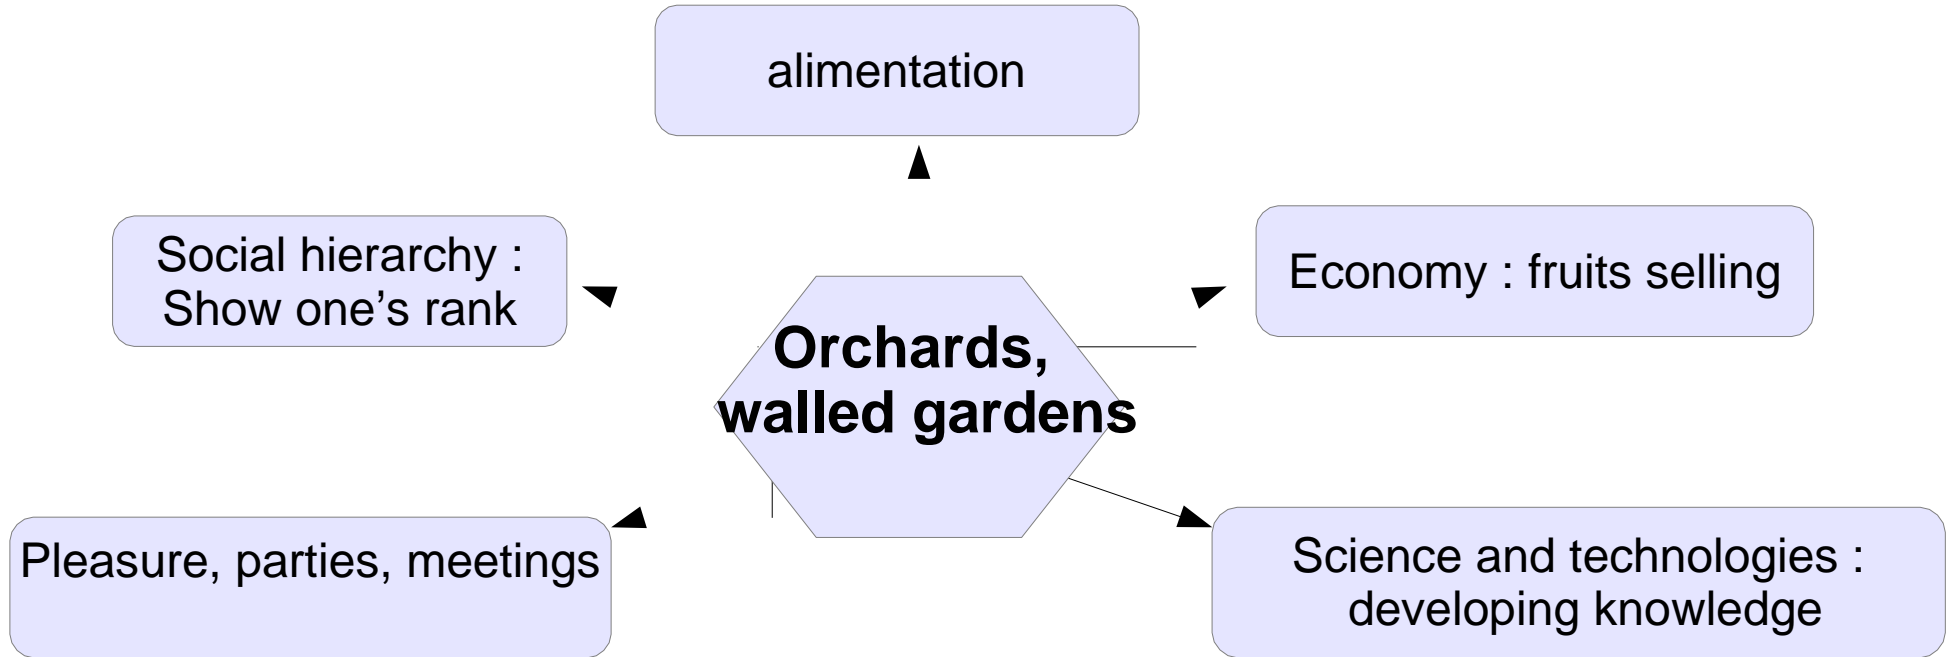 alimentation
Social hierarchy :
Show one's rank
Economy : fruits selling
Orchards,
walled gardens
Pleasure, parties, meetings
Science and technologies :
developing knowledge